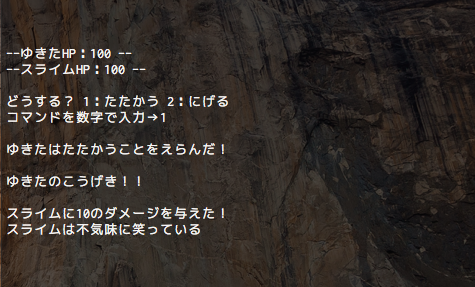 --ゆきたHP：100 --
--スライムHP：100 --
どうする？ 1：たたかう 2：にげる
コマンドを数字で入力→1
ゆきたはたたかうことをえらんだ！
ゆきたのこうげき！！
スライムに10のダメージを与えた！
スライムは不気味に笑っている